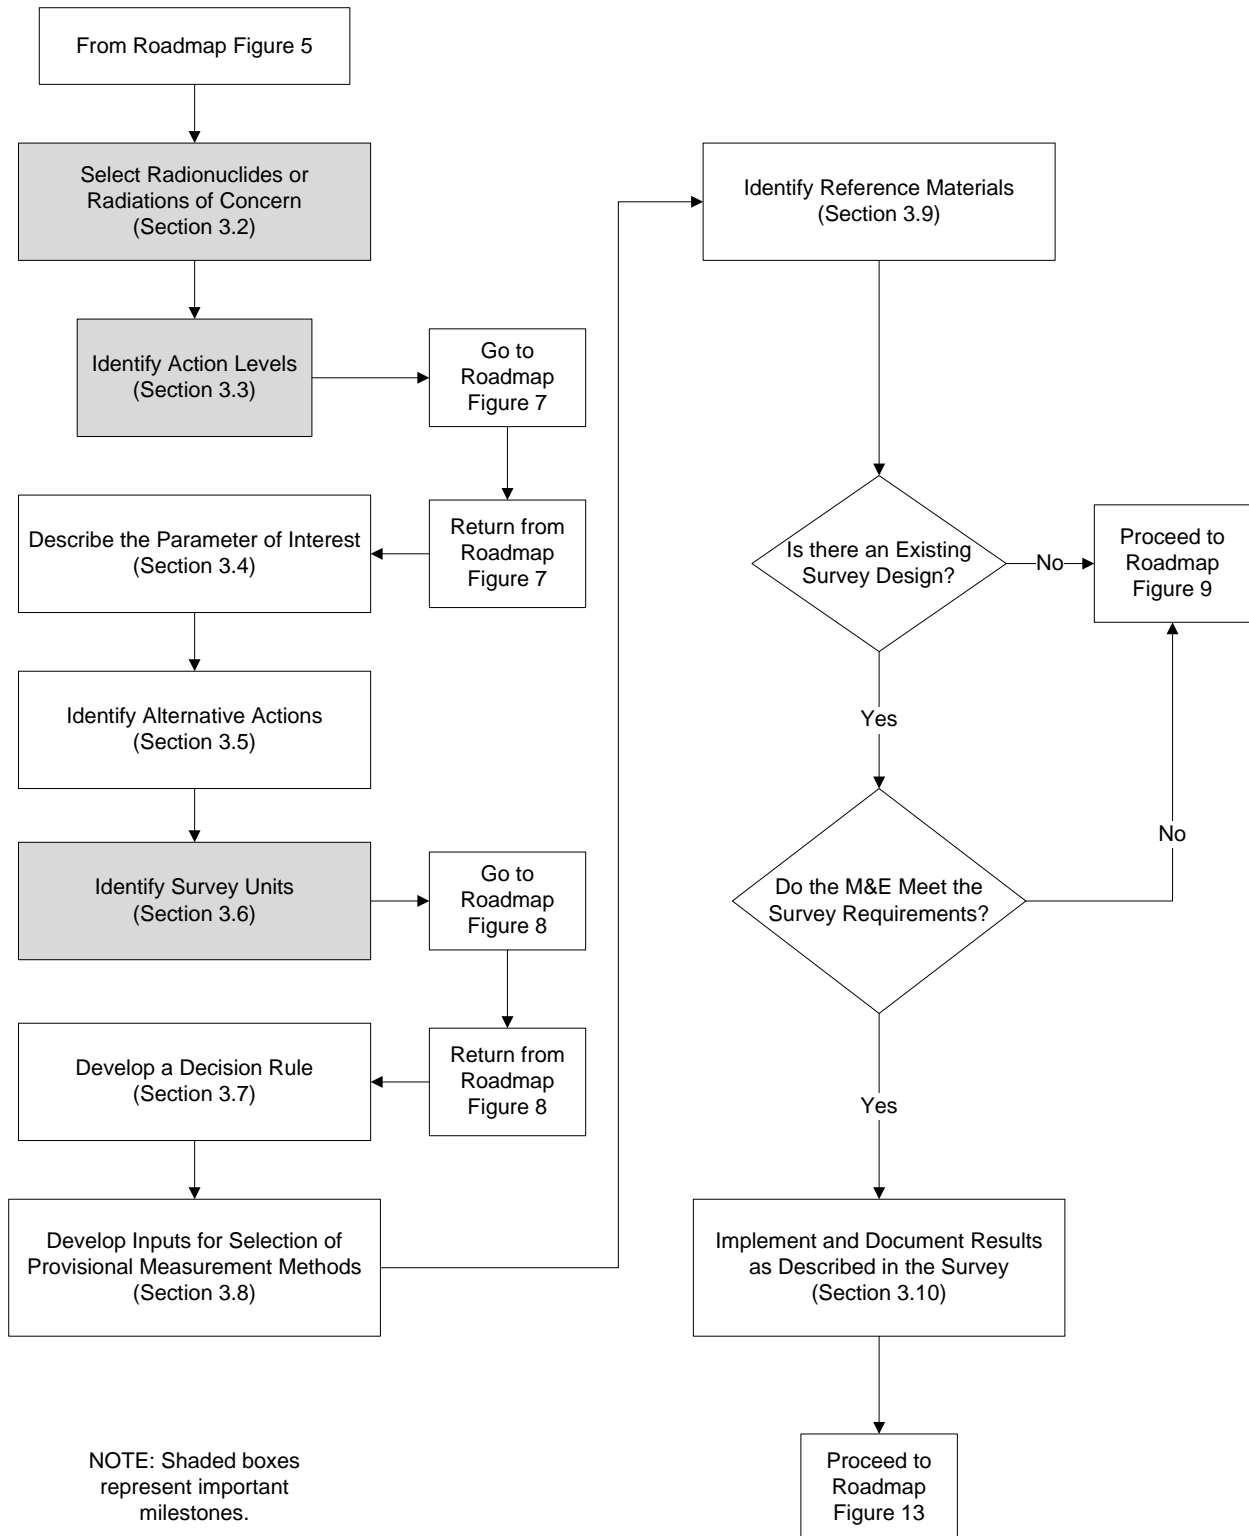 From Roadmap Figure 5
Select Radionuclides or
Radiations of Concern
(Section 3.2)
Identify Action Levels
(Section 3.3)
Go to
Roadmap
Figure 7
Return from
Roadmap
Figure 7
Describe the Parameter of Interest
(Section 3.4)
Identify Alternative Actions
(Section 3.5)
Identify Survey Units
(Section 3.6)
Go to
Roadmap
Figure 8
Return from
Roadmap
Figure 8
Develop a Decision Rule
(Section 3.7)
Develop Inputs for Selection of
Provisional Measurement Methods
(Section 3.8)
Identify Reference Materials
(Section 3.9)
Is there an Existing
Survey Design?
No
Proceed to
Roadmap
Figure 9
Yes
Do the M&E Meet the
Survey Requirements?
No
Yes
Implement and Document Results
as Described in the Survey
(Section 3.10)
Proceed to
Roadmap
Figure 13
NOTE: Shaded boxes
represent important
milestones.